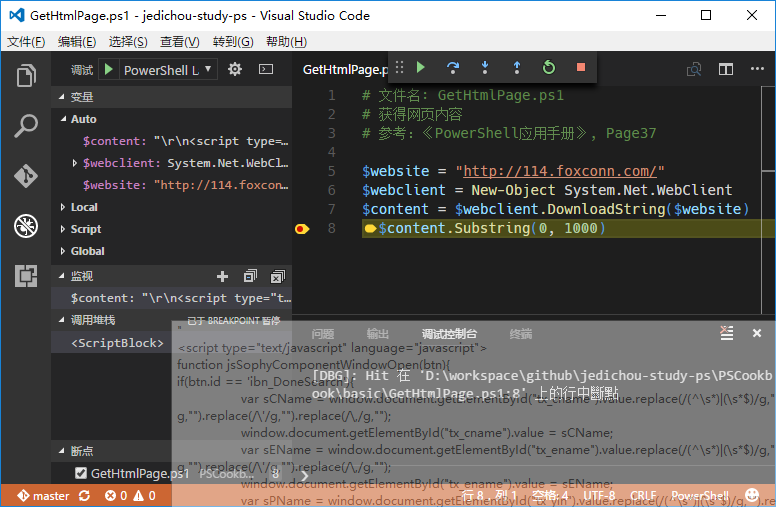 GetHtmlPage.ps1 - jedichou-study-ps - Visual Studio Code
文件(F) 编辑(E) 选择(S) 查看(V) 转到(G) 帮助(H)
调试 PowerShell L
GetHtmlPage.p
变量
Auto
$content: "\r\n<script type=…
$webclient: System.Net.WebCl…
$website: "http://114.foxcon…
Local
Script
Global
监视
$content: "\r\n<script type="t…
调用堆栈 已于 BREAKPOINT 暂停
<ScriptBlock>
断点
GetHtmlPage.ps1 PSCookb... 8
1 # 文件名: GetHtmlPage.ps1
2 # 获得网页内容
3 # 参考:《PowerShell应用手册》, Page37
4
5 $website = "http://114.foxconn.com/"
6 $webclient = New-Object System.Net.WebClient
7 $content = $webclient.DownloadString($website)
8 $content.Substring(0, 1000)
问题 输出 调试控制台 终端
[DBG]: Hit 在 'D:\workspace\github\jedichou-study-ps\PSCookb
ook\basic\GetHtmlPage.ps1:8' 上的行中斷點
"
<script type="text/javascript" language="javascript">
function jsSophyComponentWindowOpen(btn){
if(btn.id == 'ibn_DoneSearch'){
var sCName = window.document.getElementById("tx_cname").value.replace(/(^\s*)|(\s*$)/g,"
g,"").replace(/\'/g,"").replace(/\,/g,"");
window.document.getElementById("tx_cname").value = sCName;
var sEName = window.document.getElementById("tx_ename").value.replace(/(^\s*)|(\s*$)/g,"
g,"").replace(/\'/g,"").replace(/\,/g,"");
window.document.getElementById("tx_ename").value = sEName;
var sPName = window.document.getElementById("tx_yin").value.replace(/(^\s*)|(\s*$)/g,"").re
master 0 0 行 8, 列 1 空格: 4 UTF-8 CRLF PowerShell